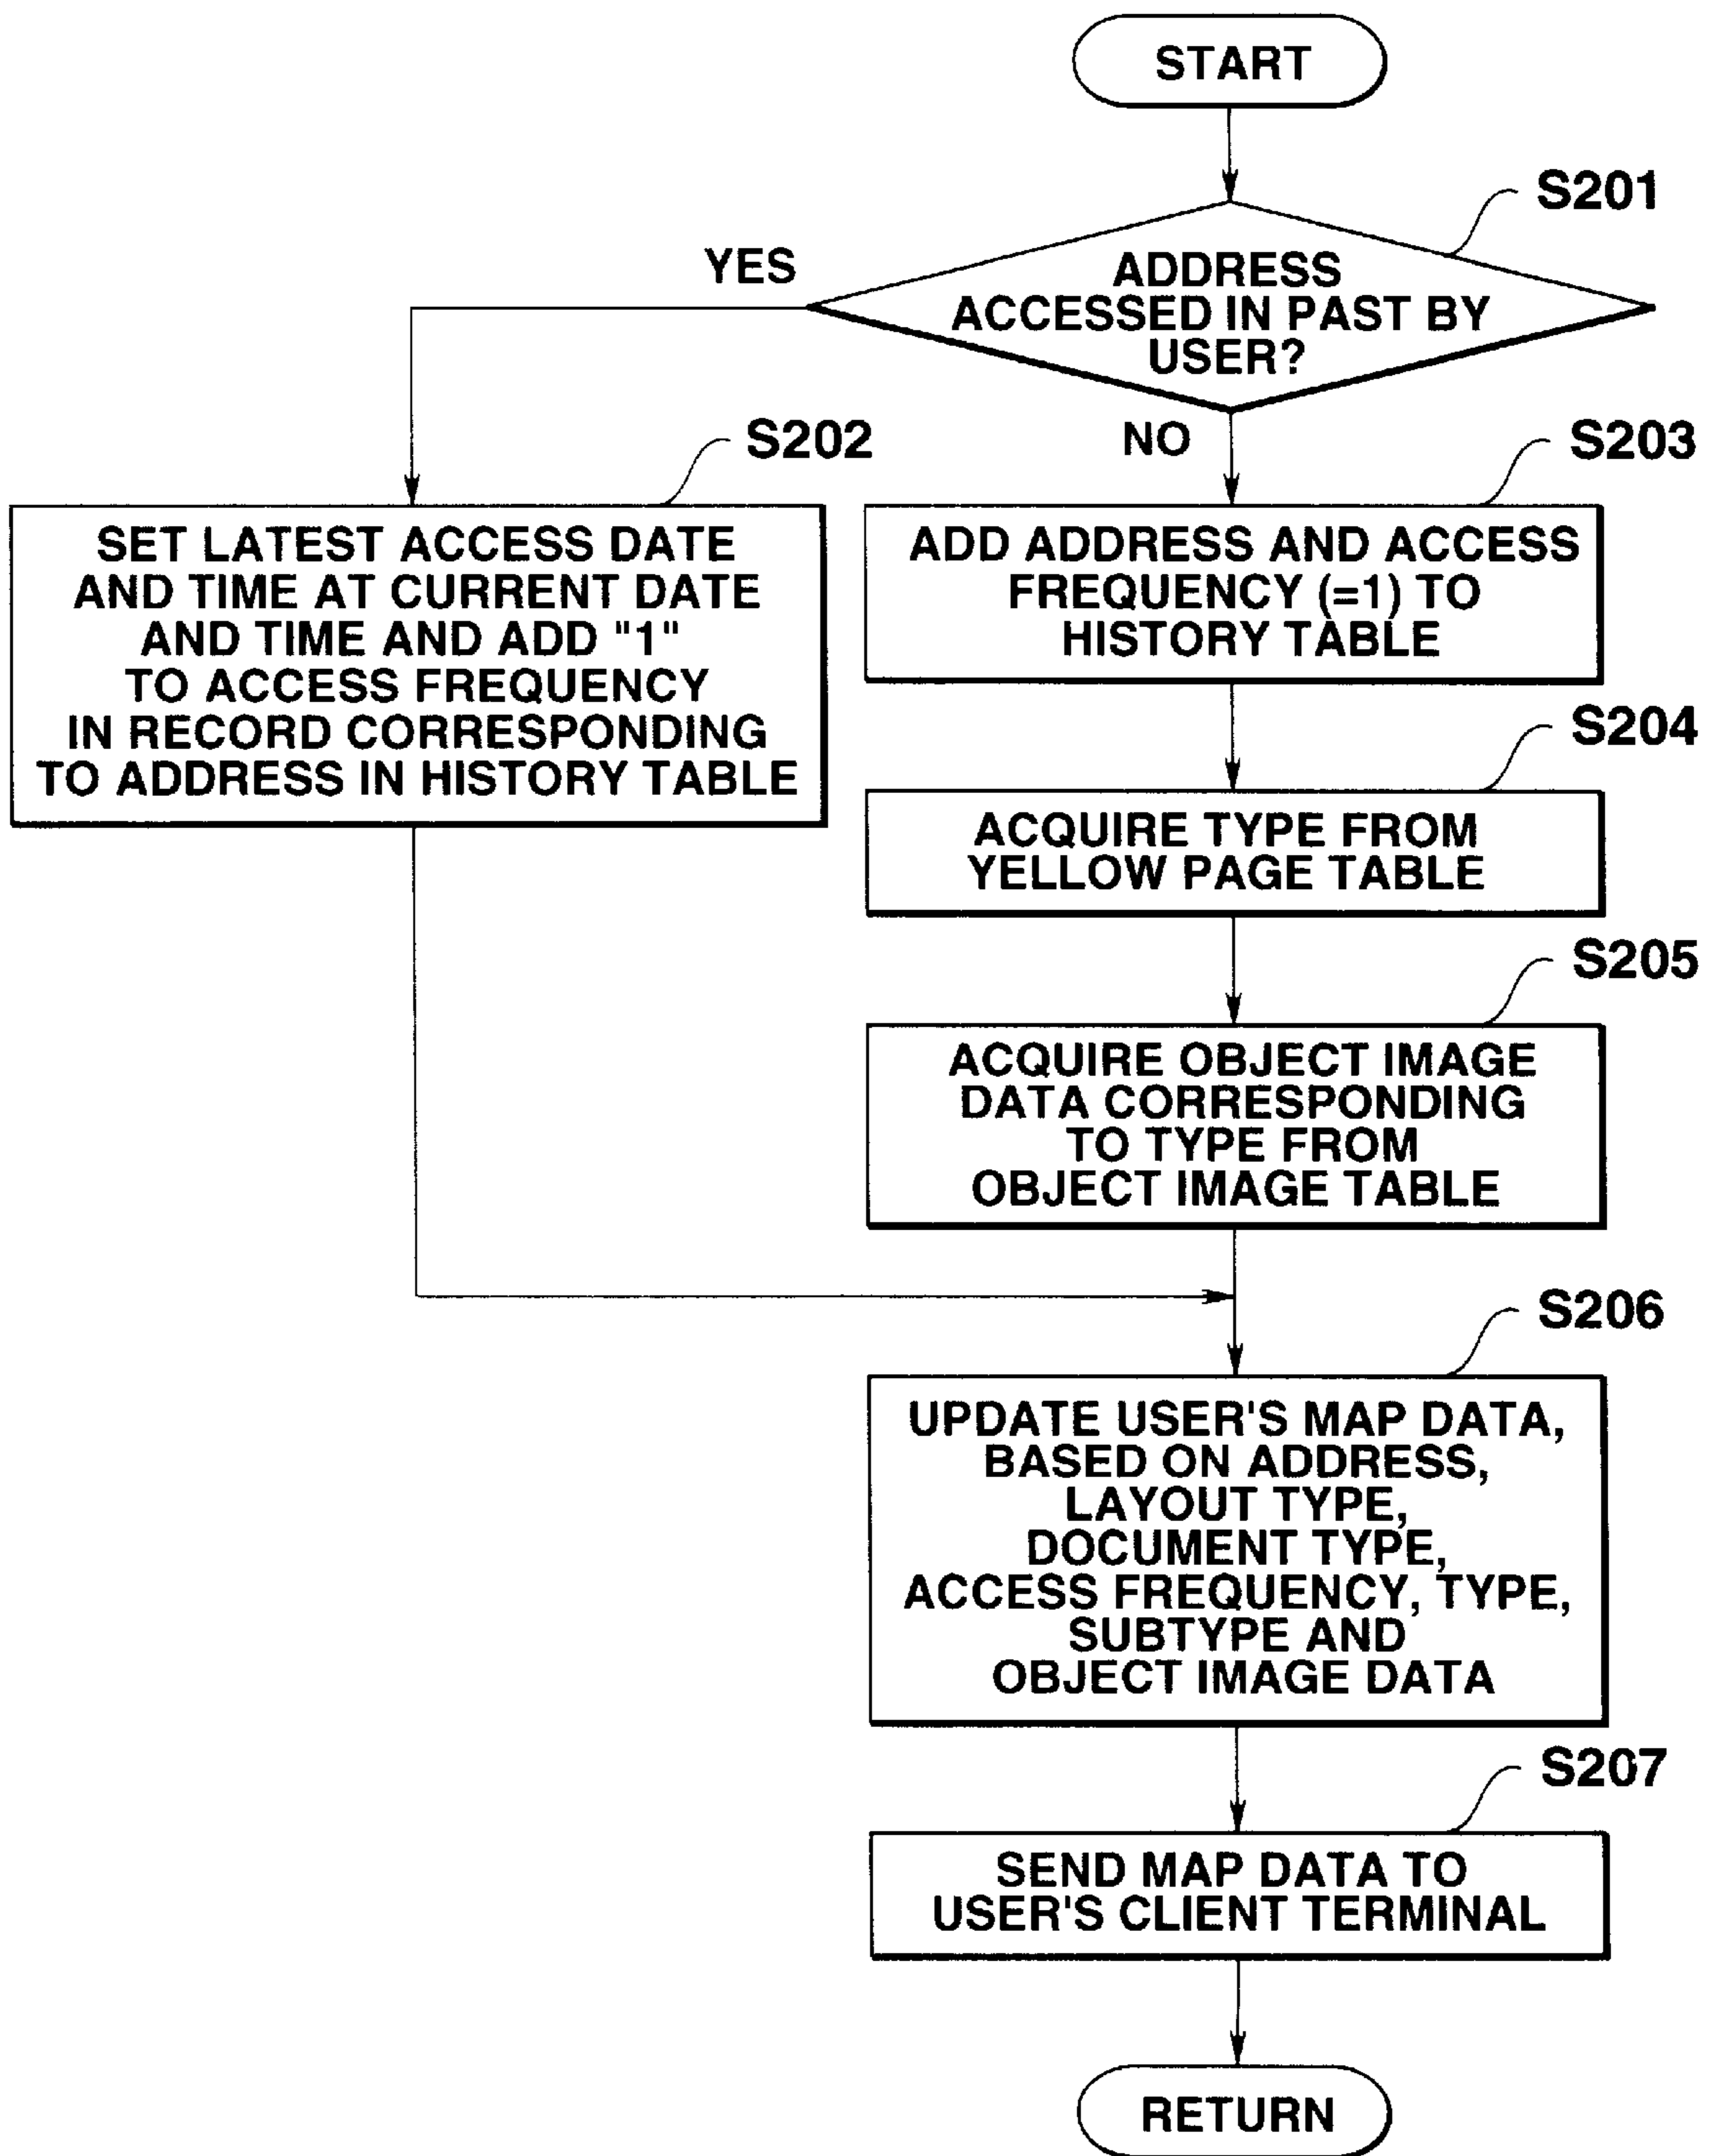 START
S201
YES
ADDRESS
ACCESSED IN PAST BY
USER?
NO
S202
SET LATEST ACCESS DATE
AND TIME AT CURRENT DATE
AND TIME AND ADD "1"
TO ACCESS FREQUENCY
IN RECORD CORRESPONDING
TO ADDRESS IN HISTORY TABLE
S203
ADD ADDRESS AND ACCESS
FREQUENCY (=1) TO
HISTORY TABLE
S204
ACQUIRE TYPE FROM
YELLOW PAGE TABLE
S205
ACQUIRE OBJECT IMAGE
DATA CORRESPONDING
TO TYPE FROM
OBJECT IMAGE TABLE
S206
UPDATE USER'S MAP DATA,
BASED ON ADDRESS,
LAYOUT TYPE,
DOCUMENT TYPE,
ACCESS FREQUENCY, TYPE,
SUBTYPE AND
OBJECT IMAGE DATA
S207
SEND MAP DATA TO
USER'S CLIENT TERMINAL
RETURN